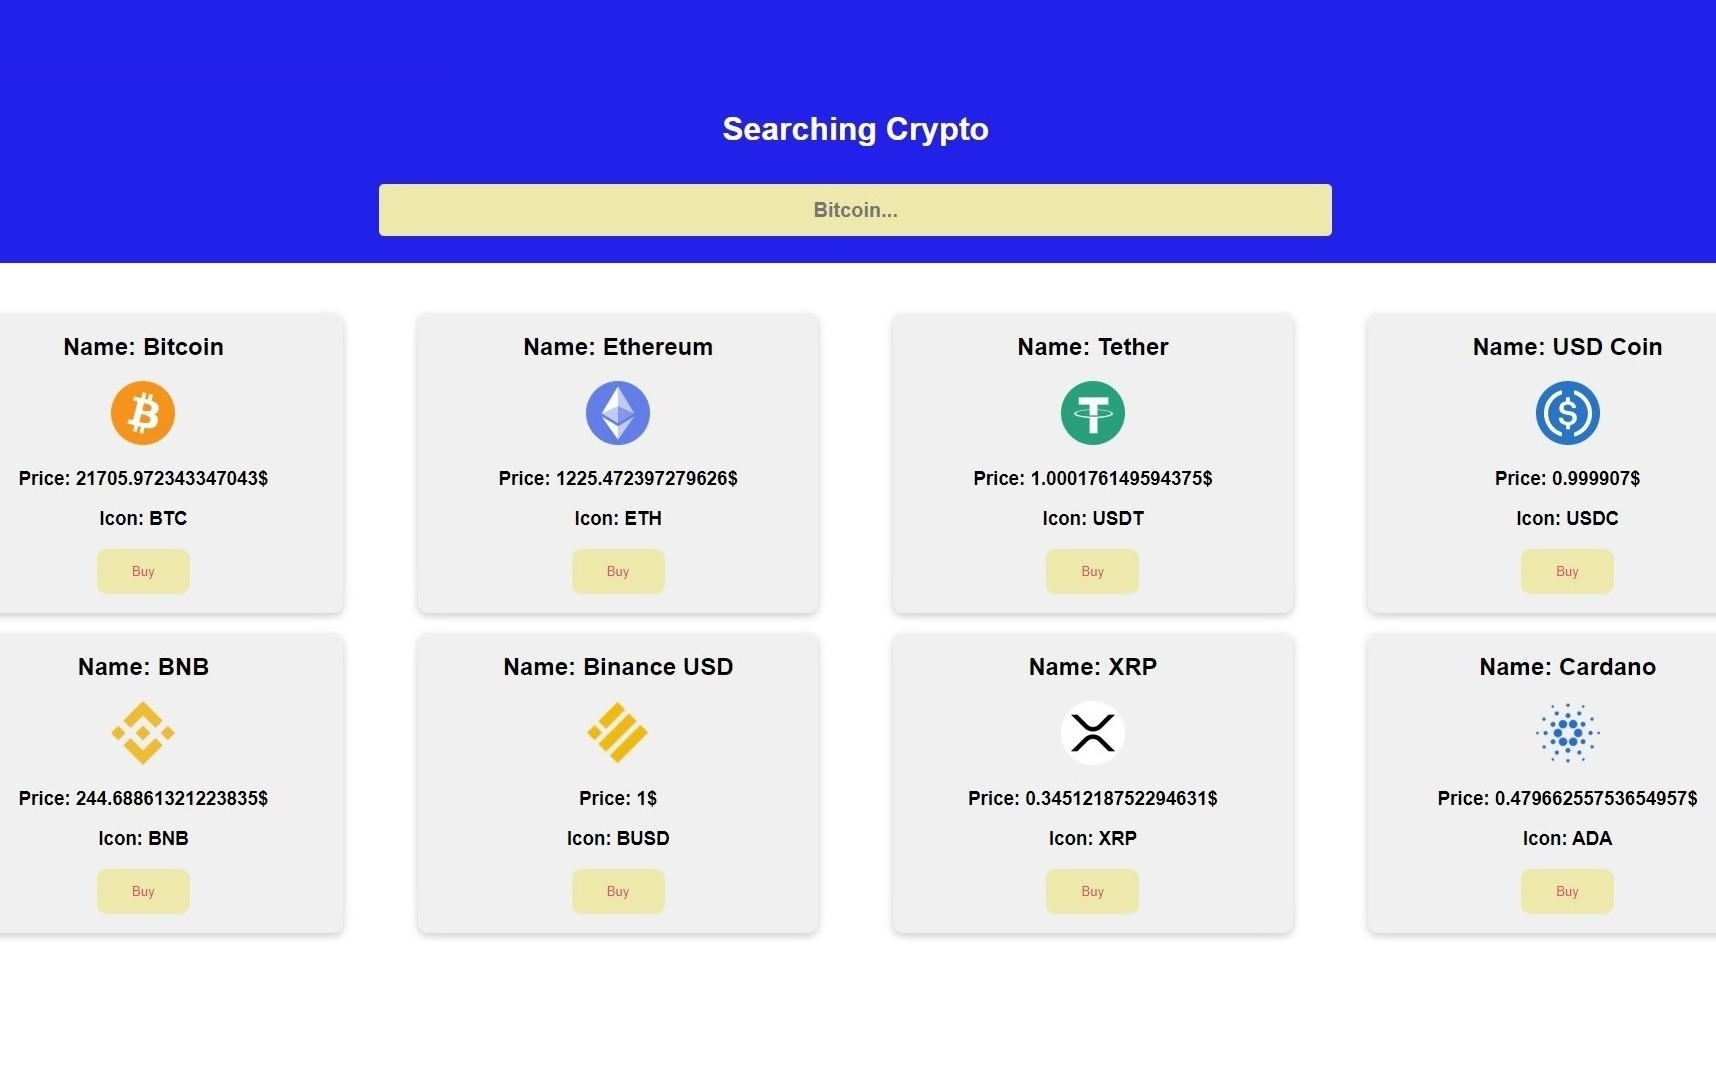 Searching Crypto
Bitcoin...
Name: Bitcoin
Price: 21705.972343347043$
Icon: BTC
Buy
Name: Ethereum
Price: 1225.472397279626$
Icon: ETH
Buy
Name: Tether
Price: 1.000176149594375$
Icon: USDT
Buy
Name: USD Coin
Price: 0.999907$
Icon: USDC
Buy
Name: BNB
Price: 244.68861321223835$
Icon: BNB
Buy
Name: Binance USD
Price: 1$
Icon: BUSD
Buy
Name: XRP
Price: 0.3451218752294631$
Icon: XRP
Buy
Name: Cardano
Price: 0.47966255753654957$
Icon: ADA
Buy